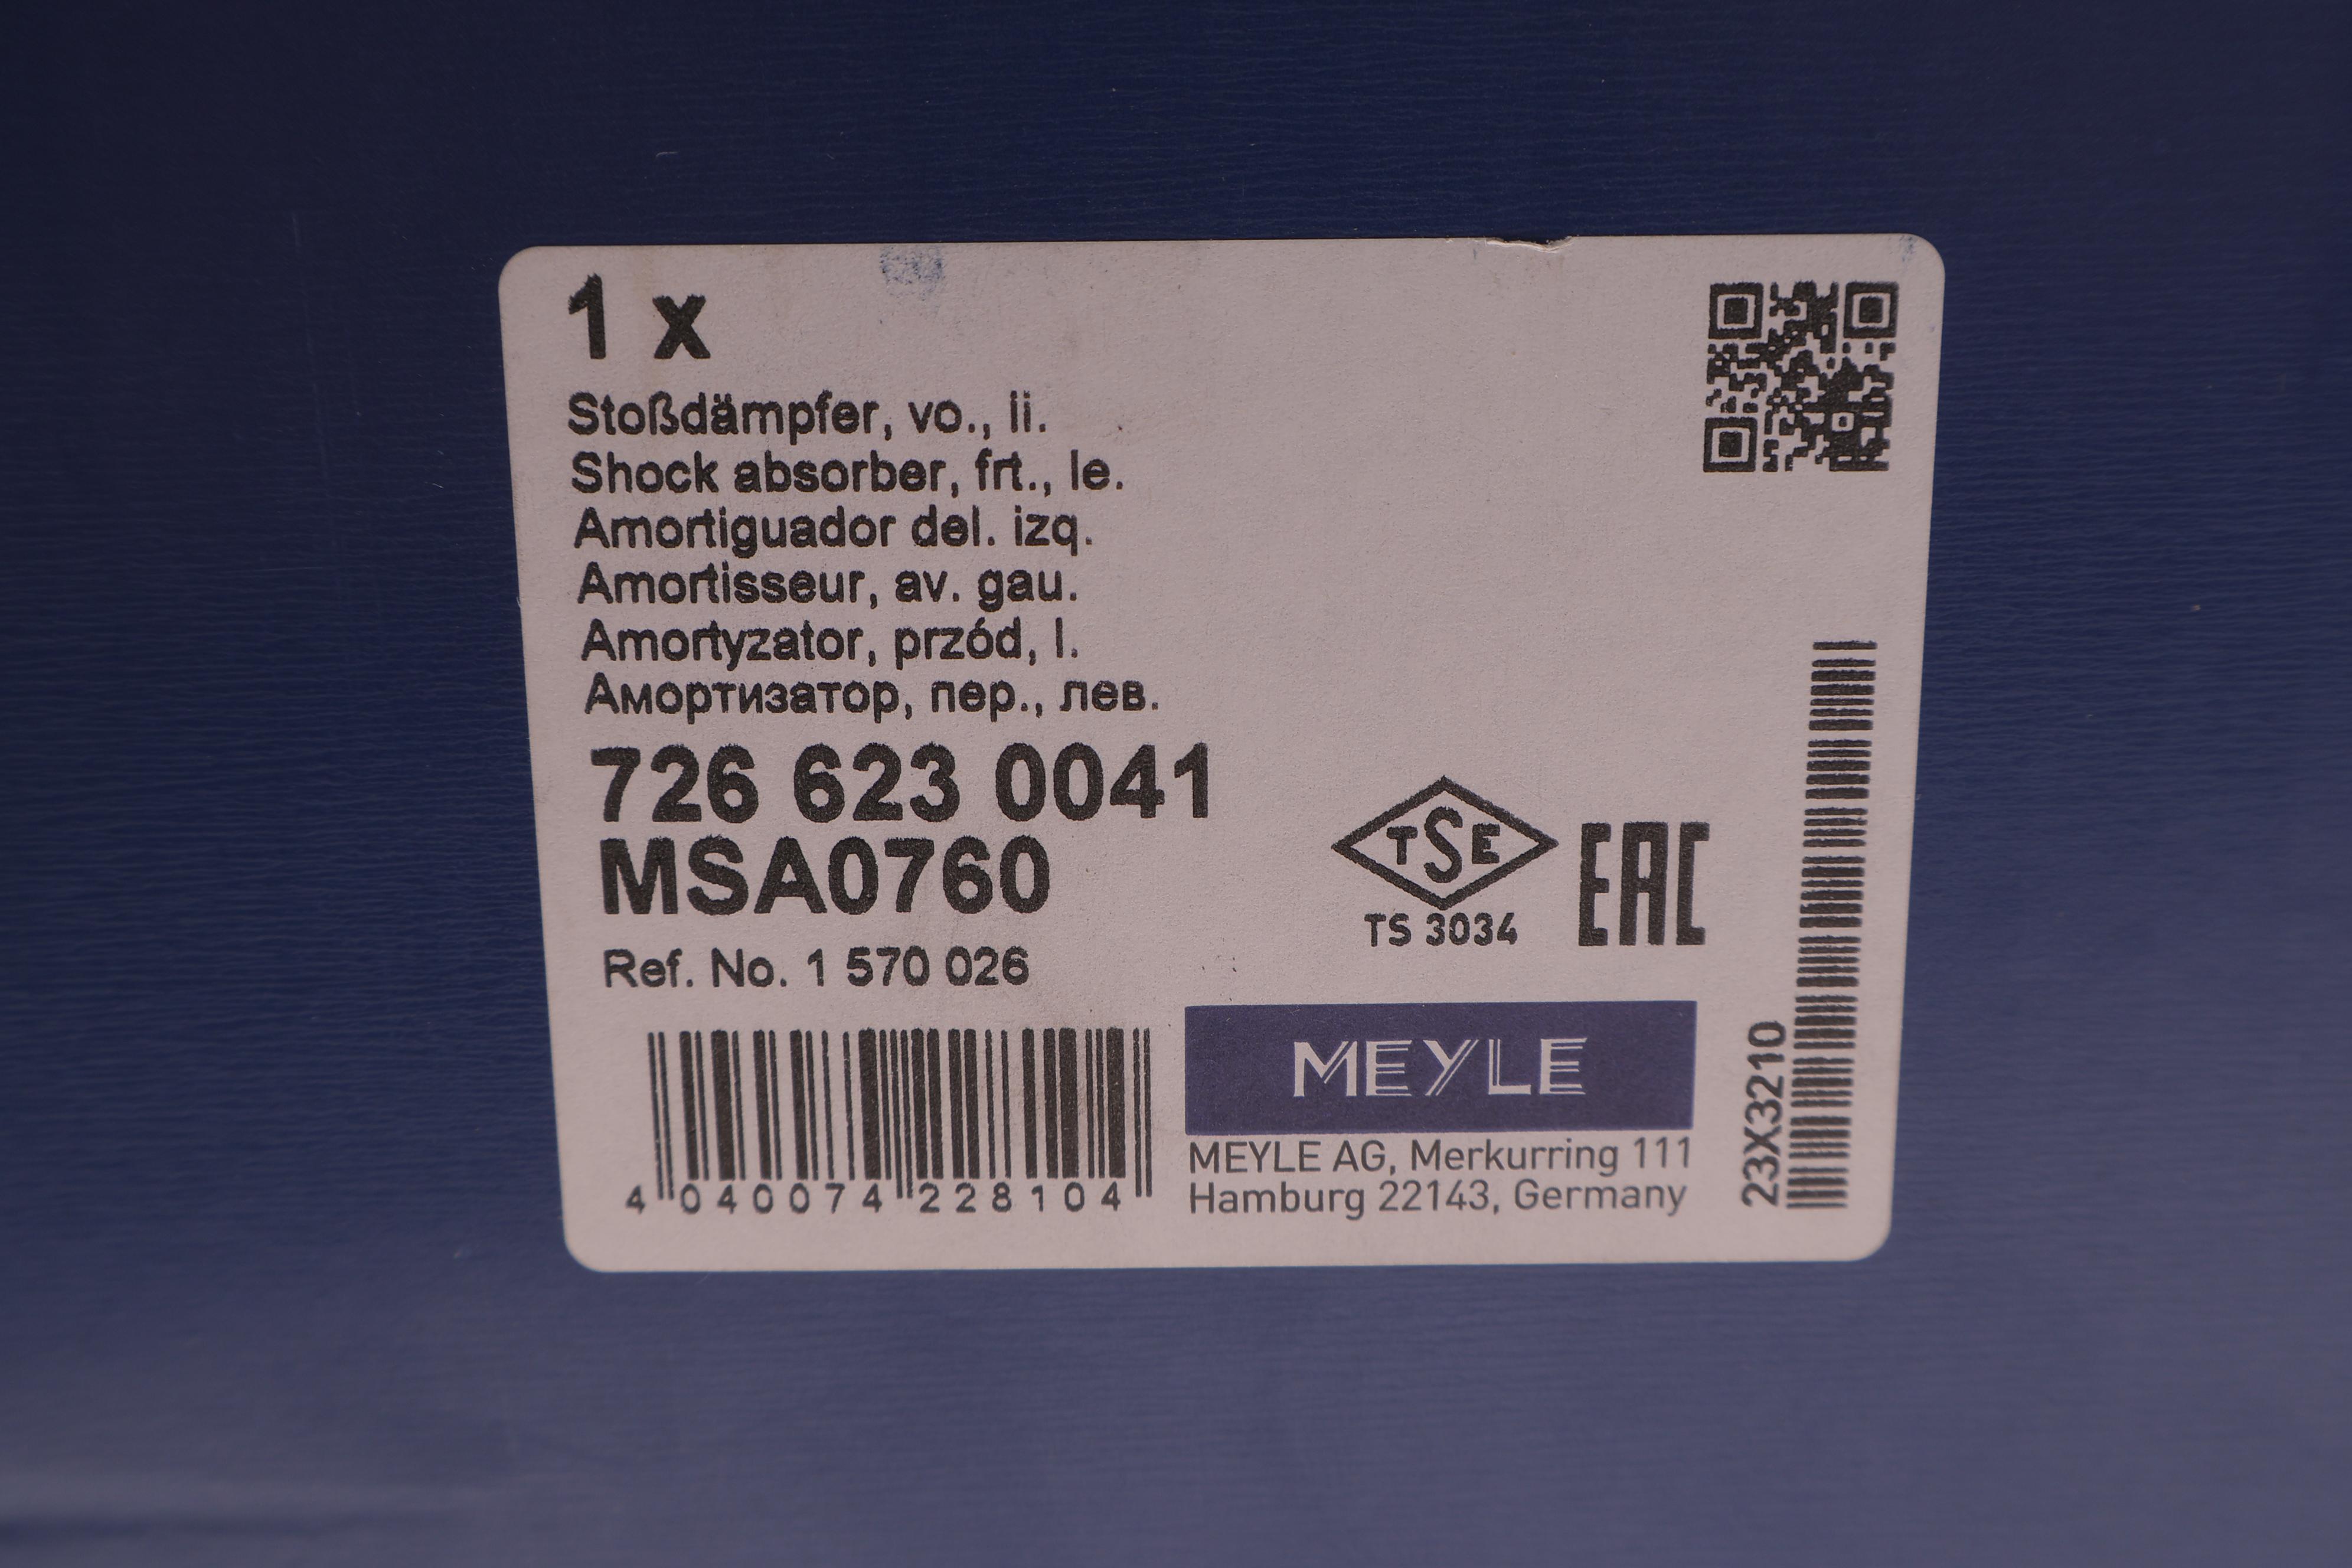 1 x
Stoßdämpfer, vo., li.
Shock absorber, frt., le.
Amortiguador del. izq.
Amortisseur, av. gau.
Amortyzator, przód, l.
Амортизатор, пер., лев.
726 623 0041
MSA0760
Ref. No. 1 570 026
TSE
TS 3034
EAC
MEYLE
MEYLE AG, Merkurring 111
Hamburg 22143, Germany
4 040074 228104
23X3210